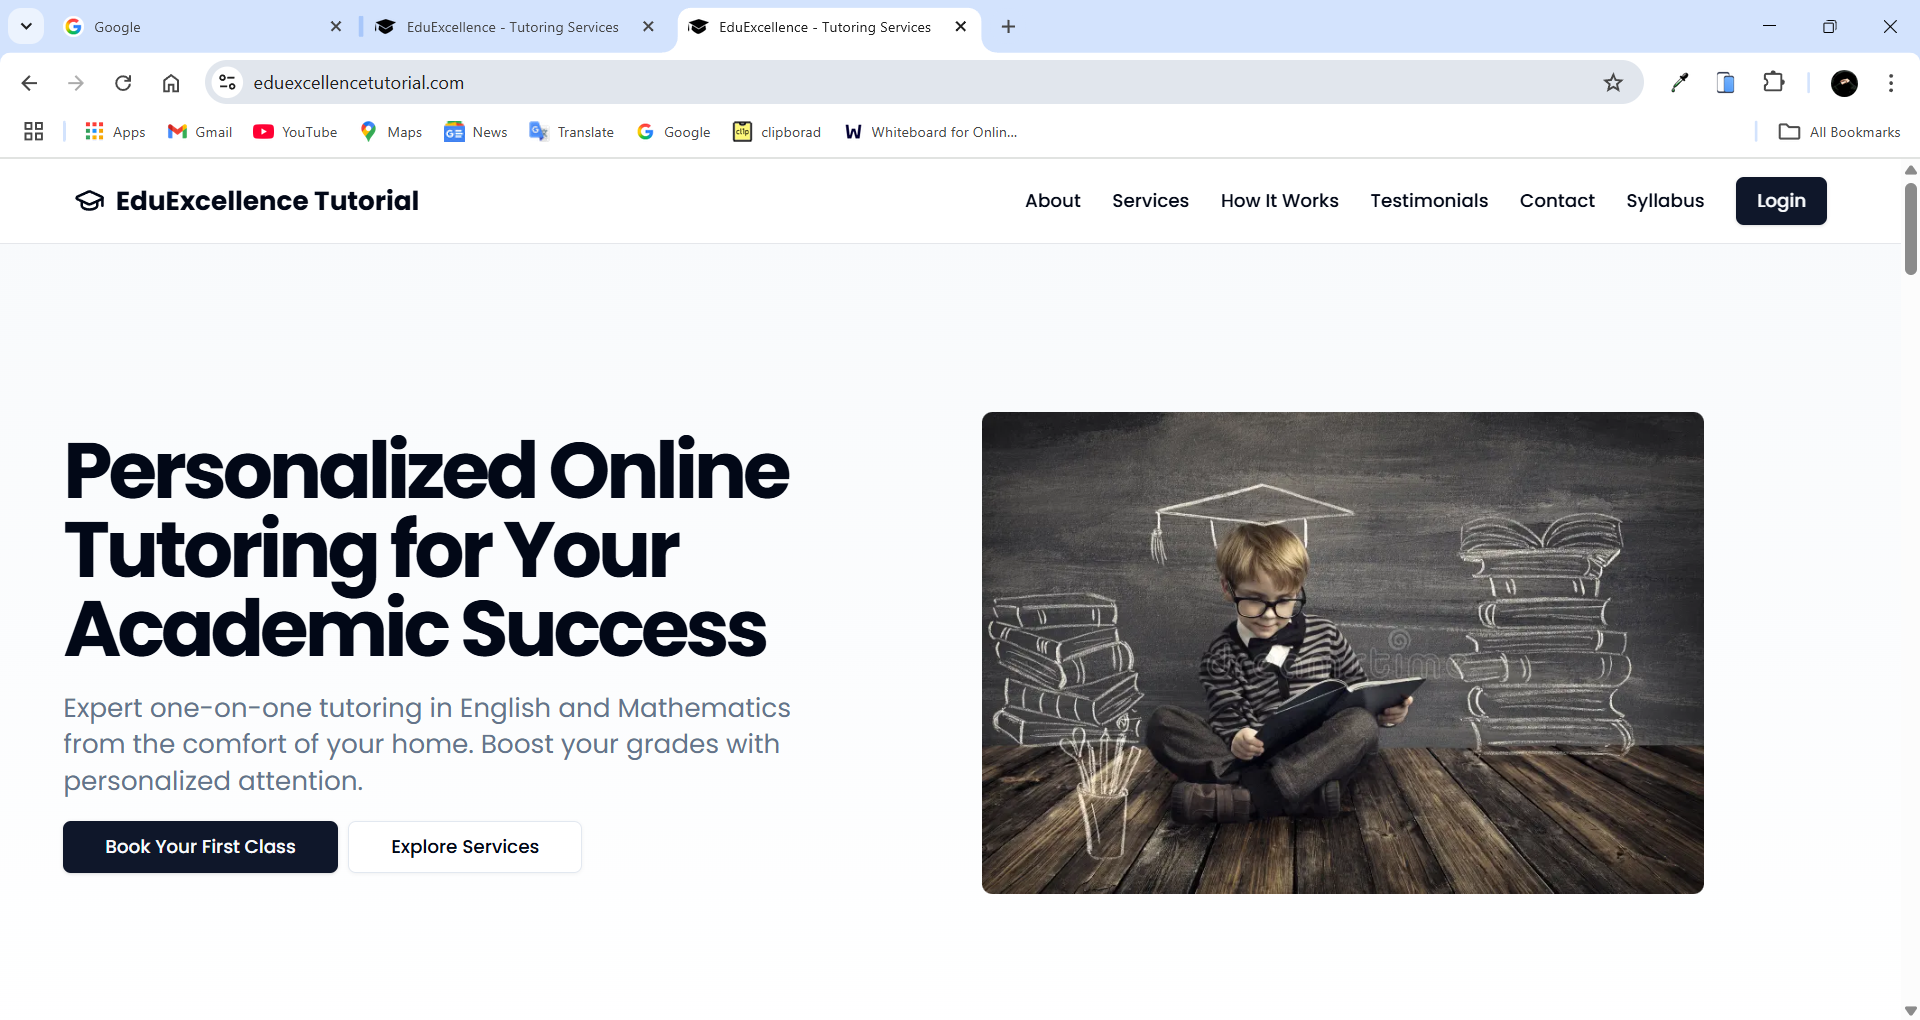 Google
EduExcellence - Tutoring Services
EduExcellence - Tutoring Services
eduexcellencetutorial.com
Apps
Gmail
YouTube
Maps
News
Translate
Google
clipborad
Whiteboard for Onlin...
All Bookmarks
EduExcellence Tutorial
About
Services
How It Works
Testimonials
Contact
Syllabus
Login
Personalized Online
Tutoring for Your
Academic Success
Expert one-on-one tutoring in English and Mathematics
from the comfort of your home. Boost your grades with
personalized attention.
Book Your First Class
Explore Services
dreamstime